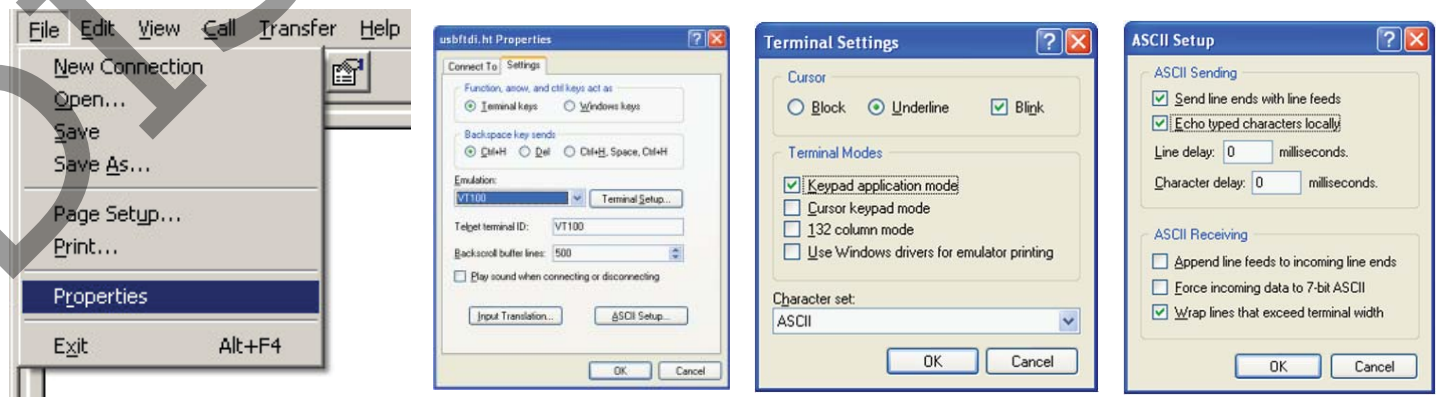 File Edit View Call Transfer Help
New Connection
Open...
Save
Save As...
Page Setup...
Print...
Properties
Exit Alt+F4
usbftdi.ht Properties
Connect To Settings
Function, arrow, and ctrl keys act as
Terminal keys Windows keys
Backspace key sends
Ctrl+H Del Ctrl+H, Space, Ctrl+H
Emulation:
VT100 Terminal Setup...
Telnet terminal ID: VT100
Backscroll buffer lines: 500
Play sound when connecting or disconnecting
Input Translation... ASCII Setup...
OK Cancel
Terminal Settings
Cursor
Block Underline Blink
Terminal Modes
Keypad application mode
Cursor keypad mode
132 column mode
Use Windows drivers for emulator printing
Character set:
ASCII
OK Cancel
ASCII Setup
ASCII Sending
Send line ends with line feeds
Echo typed characters locally
Line delay: 0 milliseconds.
Character delay: 0 milliseconds.
ASCII Receiving
Append line feeds to incoming line ends
Force incoming data to 7-bit ASCII
Wrap lines that exceed terminal width
OK Cancel